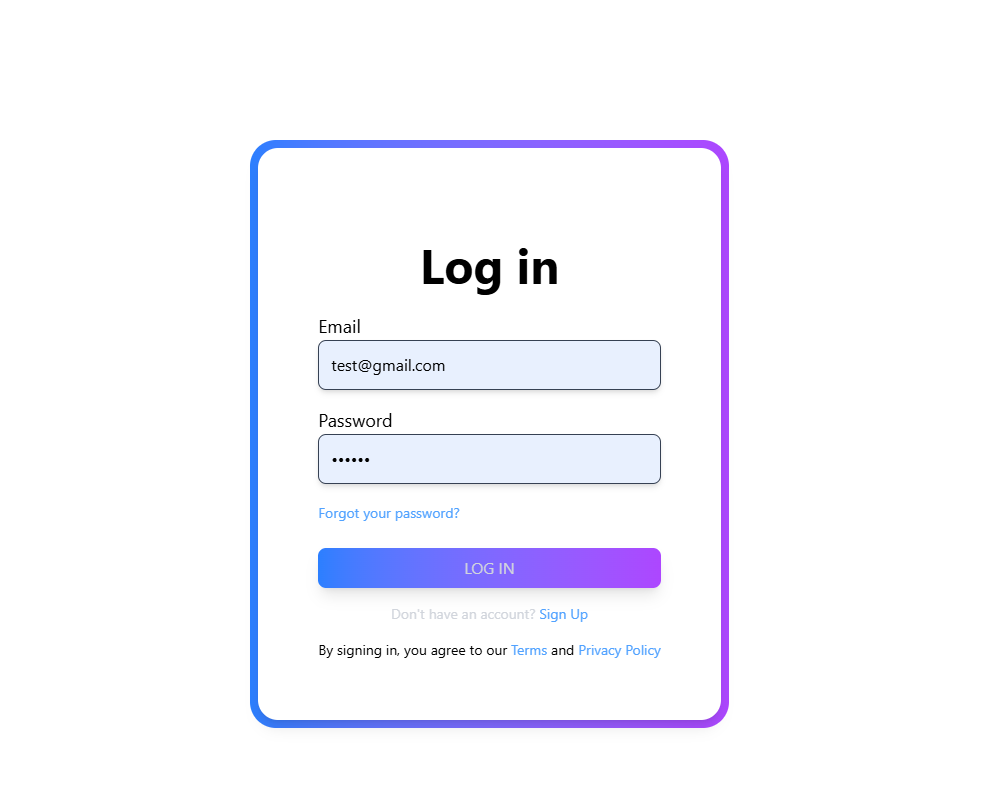 Log in
Email
test@gmail.com
Password
••••••
Forgot your password?
LOG IN
Don't have an account? Sign Up
By signing in, you agree to our Terms and Privacy Policy